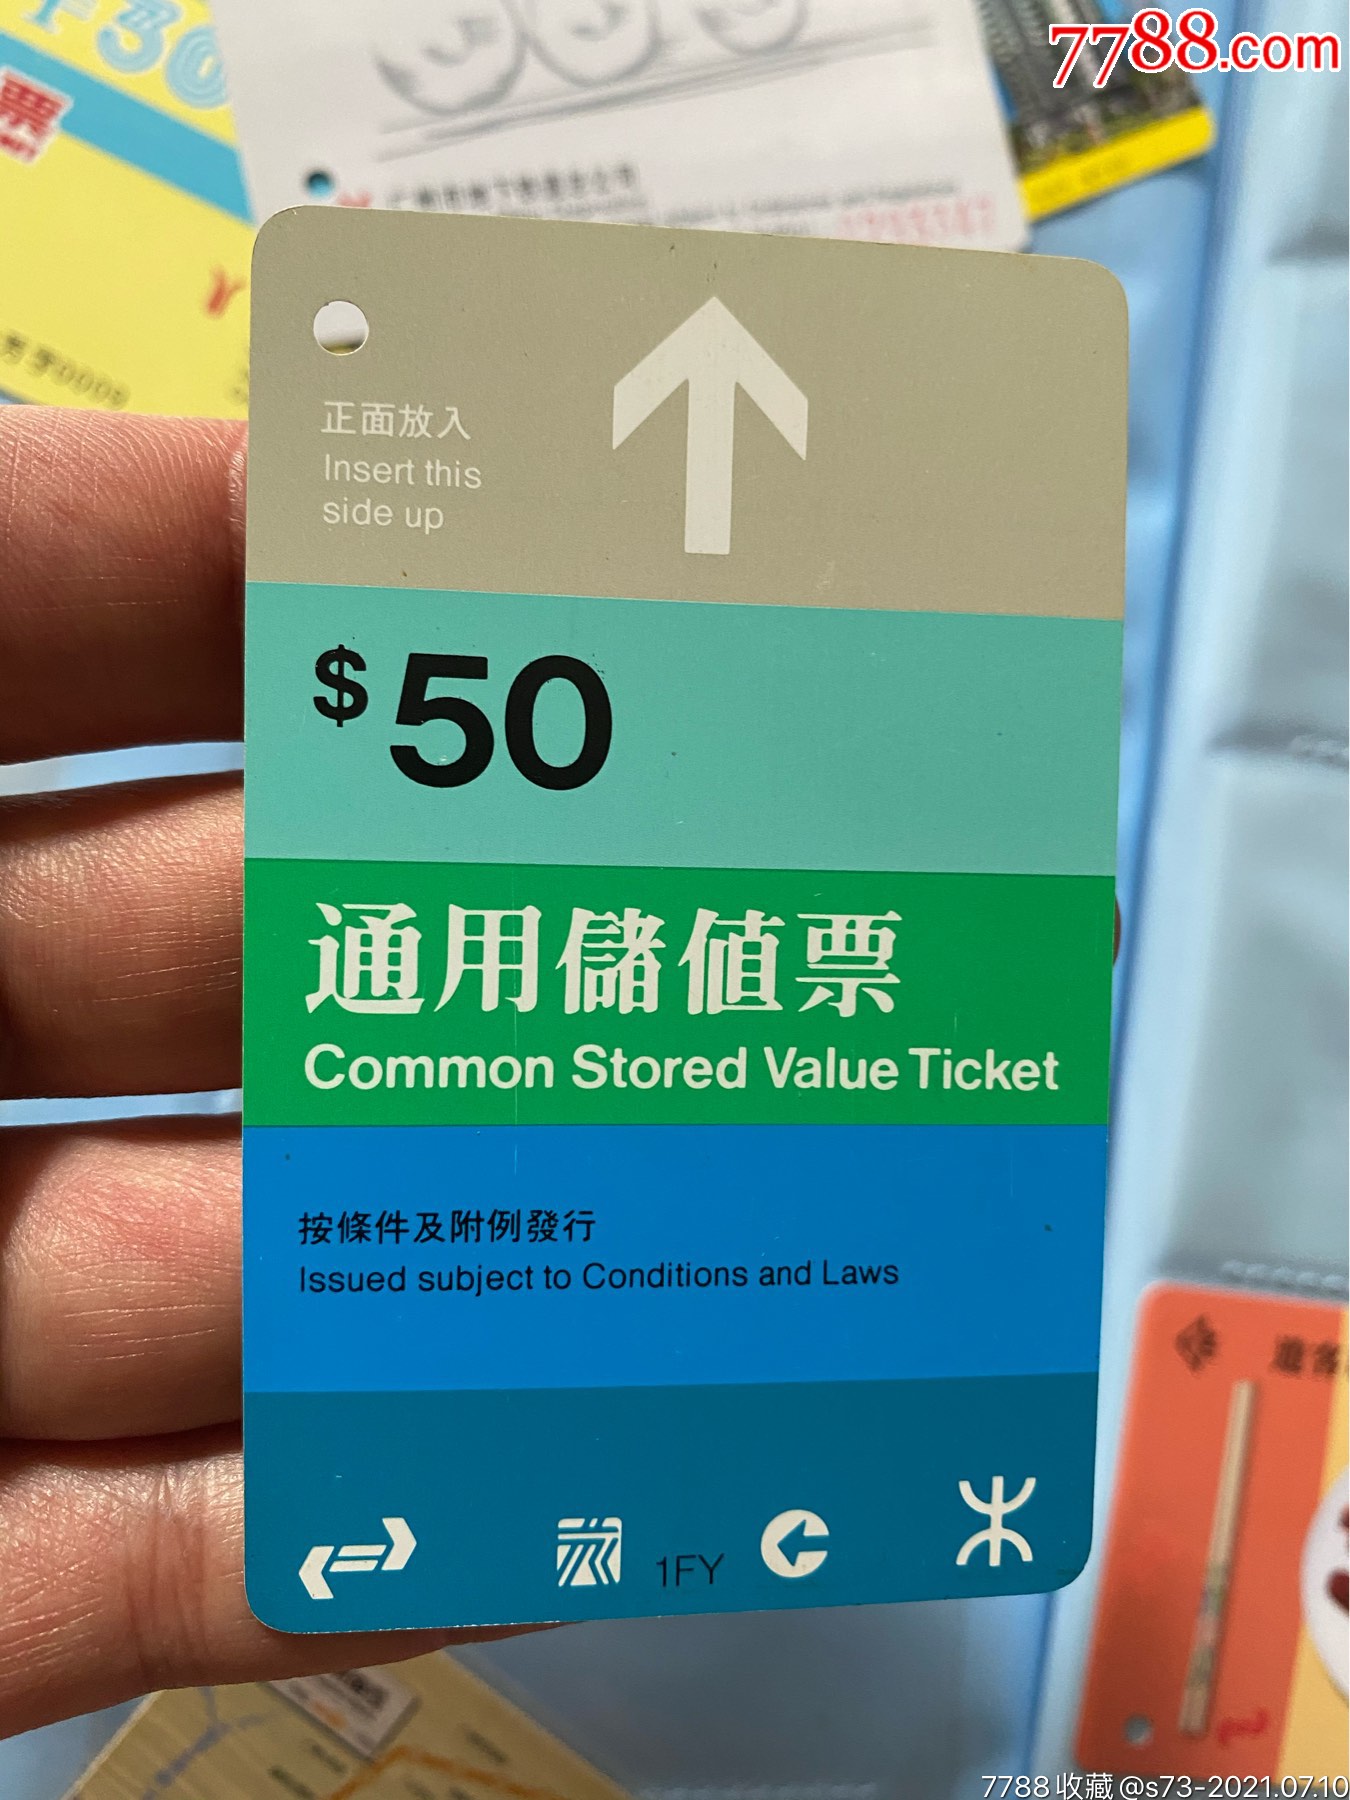 7788.com
票
正面放入
Insert this
side up
$50
通用儲值票
Common Stored Value Ticket
按條件及附例發行
Issued subject to Conditions and Laws
1FY
7788收藏@s73-2021.07.10